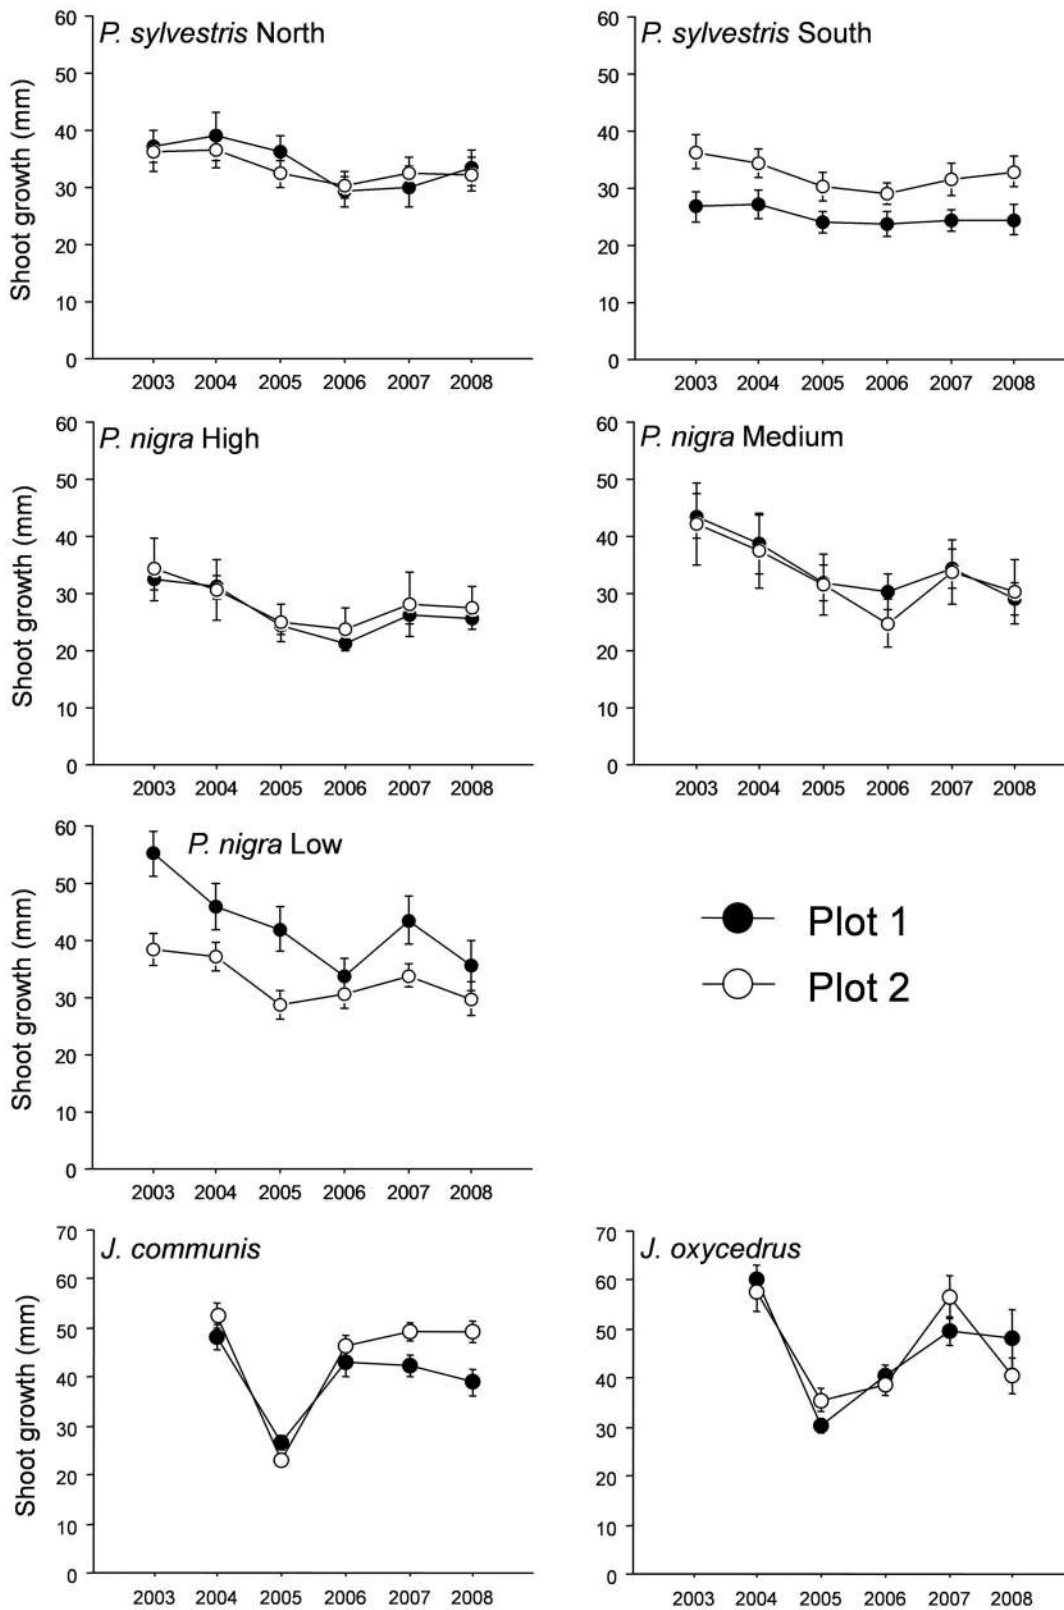 P. sylvestris North
60
50
40
30
20
10
0
Shoot growth (mm)
2003 2004 2005 2006 2007 2008
P. sylvestris South
60
50
40
30
20
10
0
2003 2004 2005 2006 2007 2008
P. nigra High
60
50
40
30
20
10
0
Shoot growth (mm)
2003 2004 2005 2006 2007 2008
P. nigra Medium
60
50
40
30
20
10
0
2003 2004 2005 2006 2007 2008
P. nigra Low
60
50
40
30
20
10
0
Shoot growth (mm)
2003 2004 2005 2006 2007 2008
Plot 1
Plot 2
J. communis
70
60
50
40
30
20
10
0
Shoot growth (mm)
2003 2004 2005 2006 2007 2008
J. oxycedrus
70
60
50
40
30
20
10
0
2003 2004 2005 2006 2007 2008